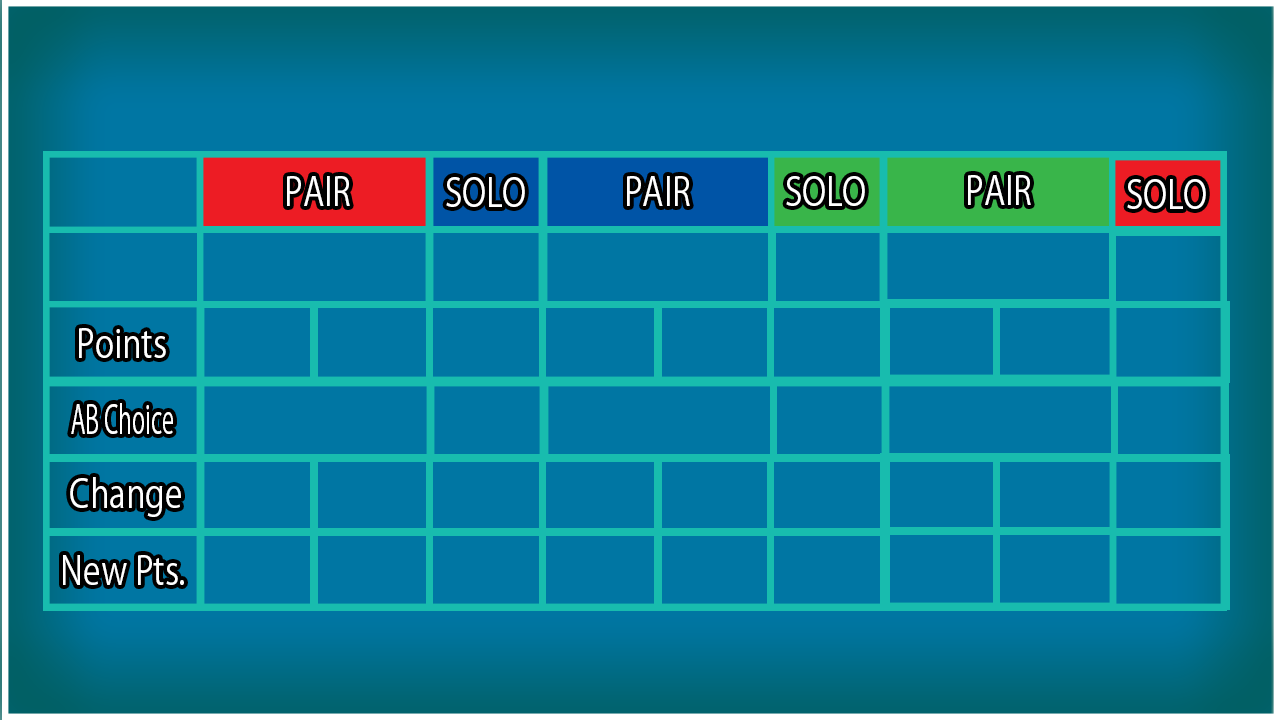 PAIR SOLO PAIR SOLO PAIR SOLO
Points
AB Choice
Change
New Pts.